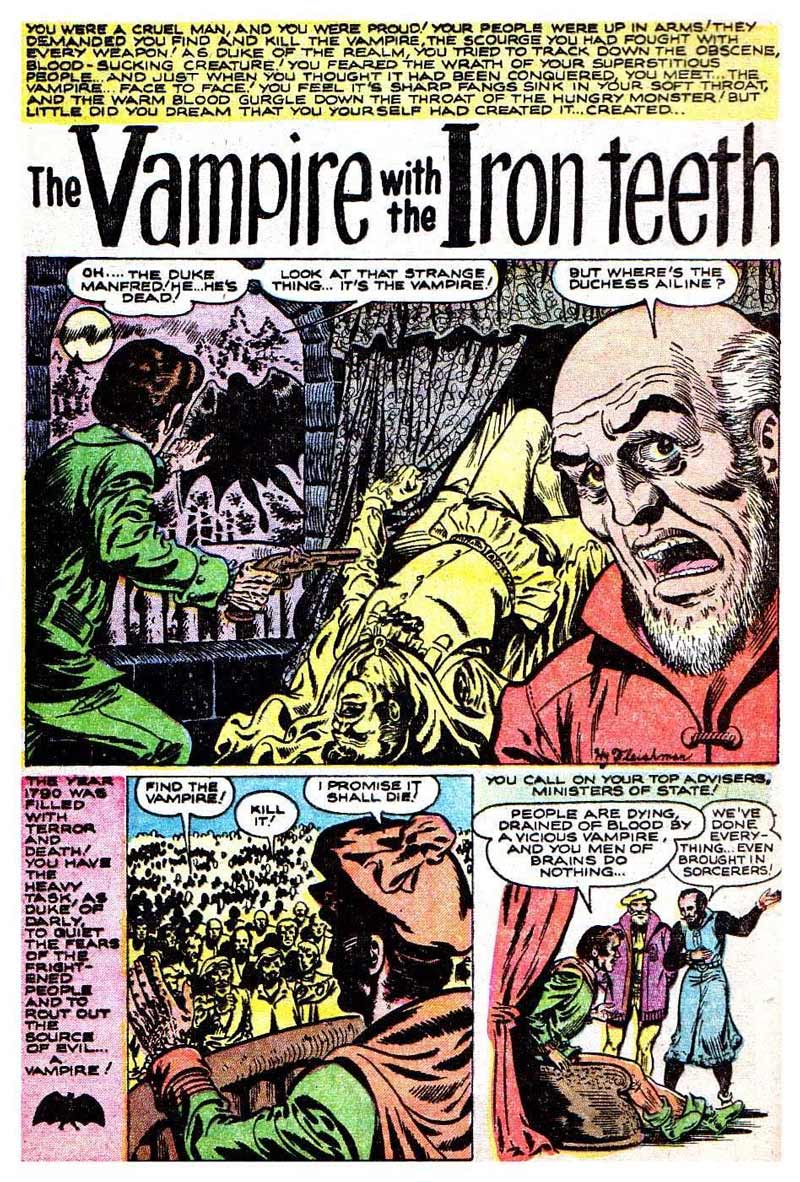 YOU WERE A CRUEL MAN, AND YOU WERE PROUD! YOUR PEOPLE WERE UP IN ARMS! THEY
DEMANDED YOU FIND AND KILL THE VAMPIRE, THE SCOURGE YOU HAD FOUGHT WITH
EVERY WEAPON! AS DUKE OF THE REALM, YOU TRIED TO TRACK DOWN THE OBSCENE,
BLOOD-SUCKING CREATURE! YOU FEARED THE WRATH OF YOUR SUPERSTITIOUS
PEOPLE... AND JUST WHEN YOU THOUGHT IT HAD BEEN CONQUERED, YOU MEET... THE
VAMPIRE... FACE TO FACE! YOU FEEL IT'S SHARP FANGS SINK IN YOUR SOFT THROAT,
AND THE WARM BLOOD GURGLE DOWN THE THROAT OF THE HUNGRY MONSTER! BUT
LITTLE DID YOU DREAM THAT YOU YOURSELF HAD CREATED IT... CREATED...
The Vampire with the Iron teeth
OH.... THE DUKE
MANFRED! HE... HE'S
DEAD!
LOOK AT THAT STRANGE
THING... IT'S THE VAMPIRE!
BUT WHERE'S THE
DUCHESS AILINE?
Hy Fleishman
THE YEAR
1790 WAS
FILLED
WITH
TERROR
AND
DEATH!
YOU HAVE
THE
HEAVY
TASK, AS
DUKE OF
DARLY,
TO QUIET
THE FEARS
OF THE
FRIGHT-
ENED
PEOPLE
AND TO
ROUT OUT
THE
SOURCE
OF EVIL...
A
VAMPIRE!
FIND THE
VAMPIRE!
KILL
IT!
I PROMISE IT
SHALL DIE!
YOU CALL ON YOUR TOP ADVISERS,
MINISTERS OF STATE!
PEOPLE ARE DYING,
DRAINED OF BLOOD BY
A VICIOUS VAMPIRE,
AND YOU MEN OF
BRAINS DO
NOTHING...
WE'VE
DONE
EVERY-
THING... EVEN
BROUGHT IN
SORCERERS!